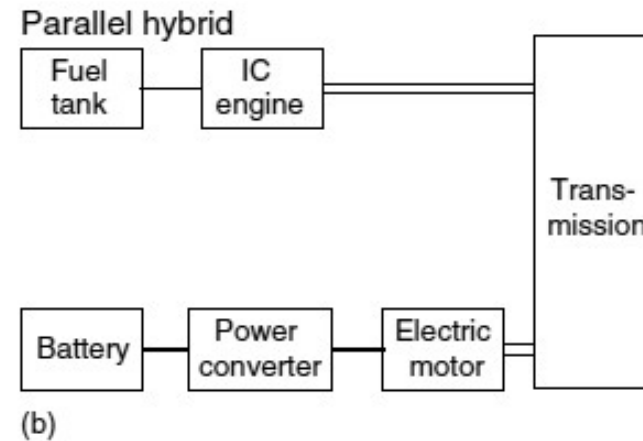 Parallel hybrid
Fuel
tank
IC
engine
Trans-
mission
Battery
Power
converter
Electric
motor
(b)